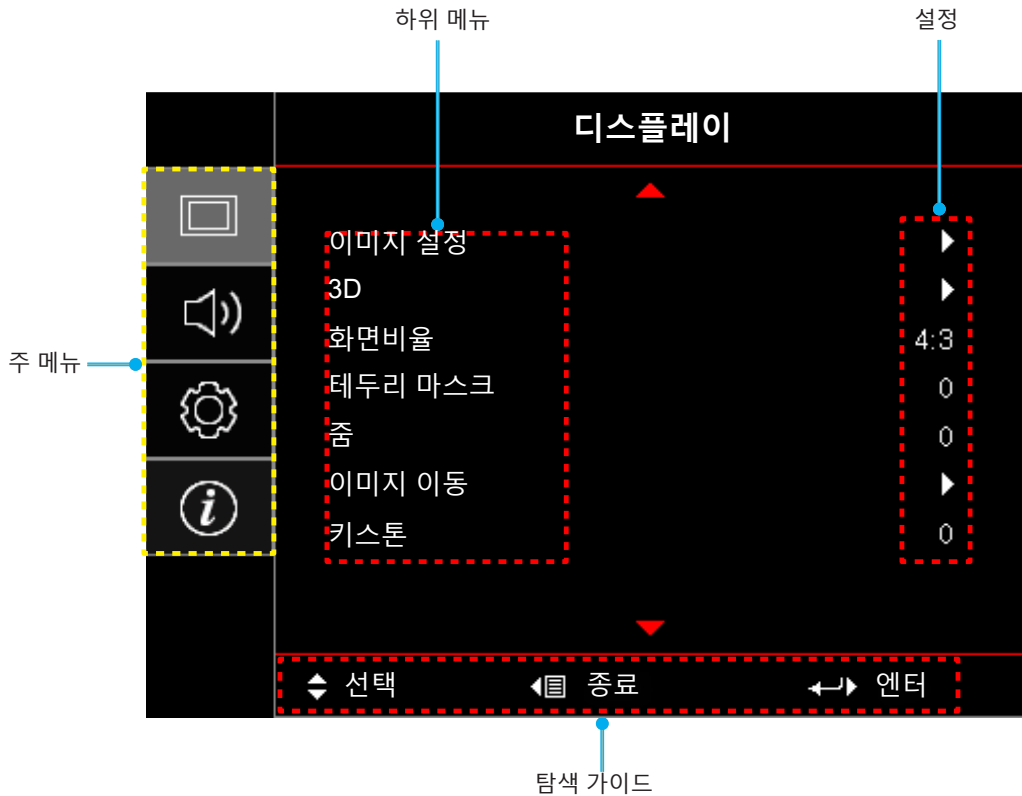 하위 메뉴
설정
디스플레이
주 메뉴
이미지 설정
3D
화면비율 4:3
테두리 마스크 0
줌 0
이미지 이동
키스톤 0
선택 종료 엔터
탐색 가이드